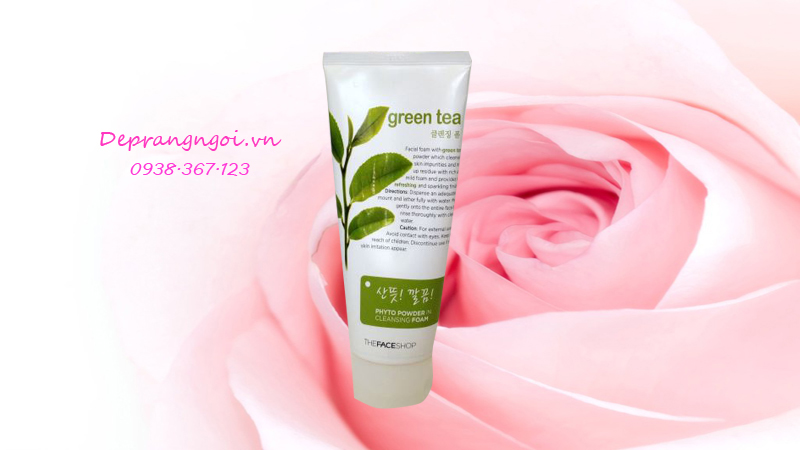 Deprangngoi.vn
0938·367·123
green tea
클렌징 폼
Facial foam with green tea
powder which cleans
skin impurities and
up residue with rich
mild foam and provides
refreshing and sparkling
Directions: Dispense an adequate
mount and lather fully with water.
gently onto the entire face
rinse thoroughly with
water.
Caution: For external
Avoid contact with eyes.
reach of children. Discontinue use
skin irritation appear.
산뜻! 깔끔!
PHYTO POWDER IN
CLEANSING FOAM
THEFACESHOP